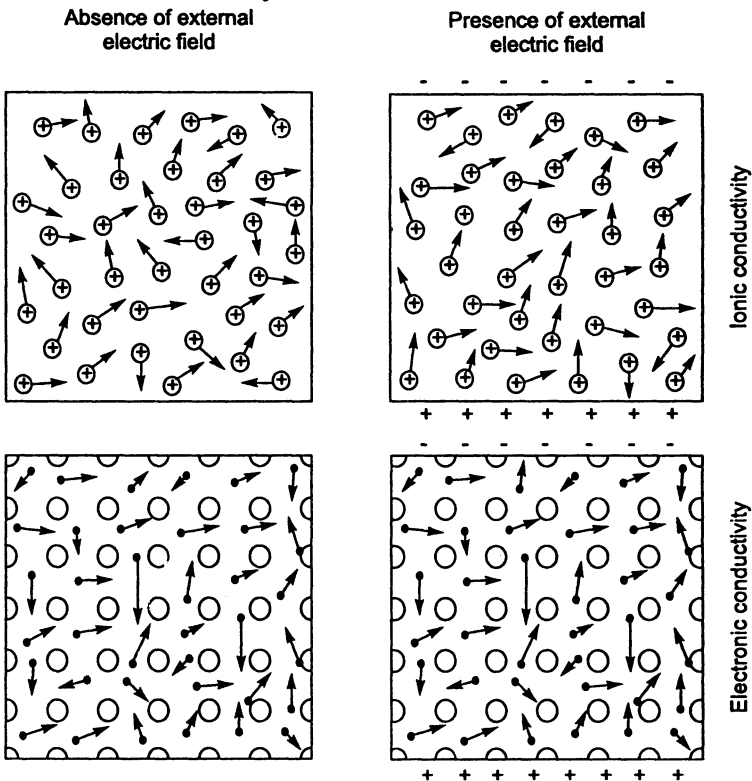 Absence of external
electric field
Presence of external
electric field
- - - - - - -
Ionic conductivity
+ + + + + + +
- - - - - - -
Electronic conductivity
+ + + + + + +